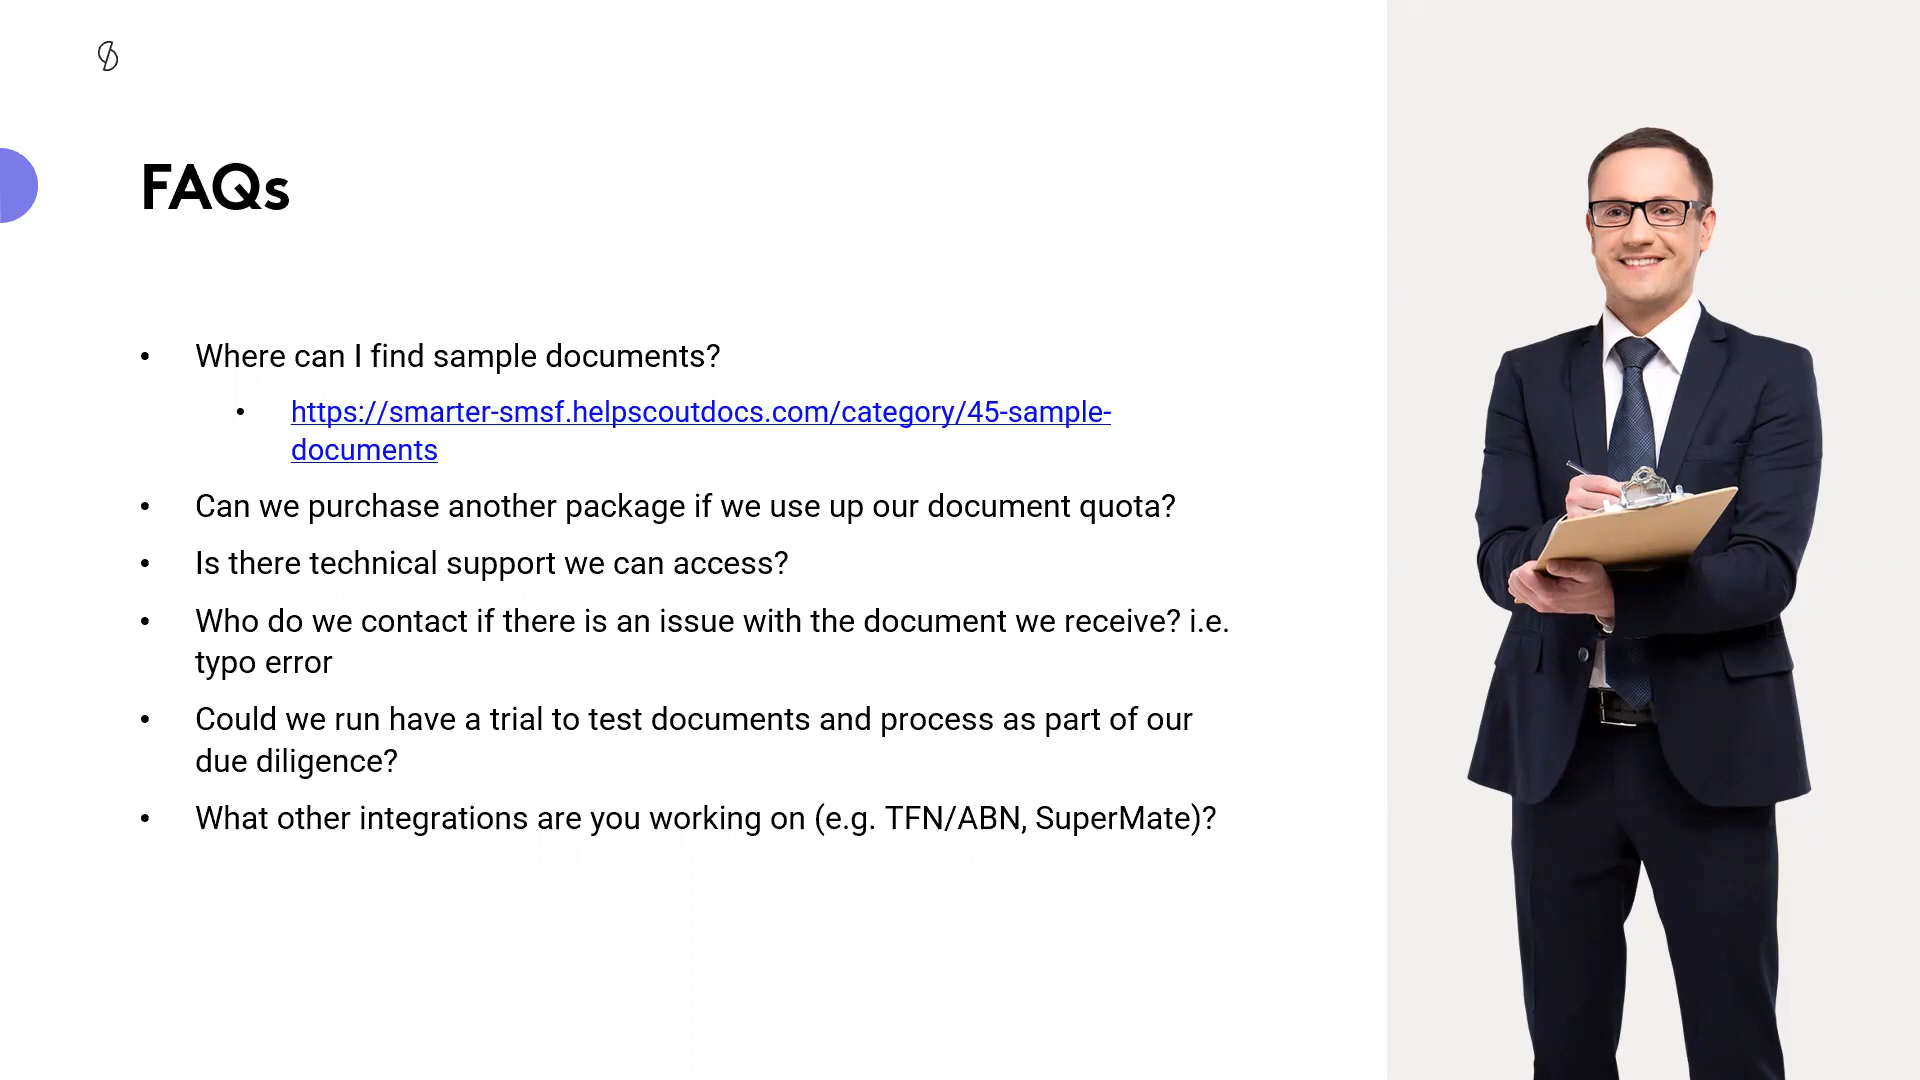 FAQs
• Where can I find sample documents?
• https://smarter-smsf.helpscoutdocs.com/category/45-sample-
documents
• Can we purchase another package if we use up our document quota?
• Is there technical support we can access?
• Who do we contact if there is an issue with the document we receive? i.e.
typo error
• Could we run have a trial to test documents and process as part of our
due diligence?
• What other integrations are you working on (e.g. TFN/ABN, SuperMate)?